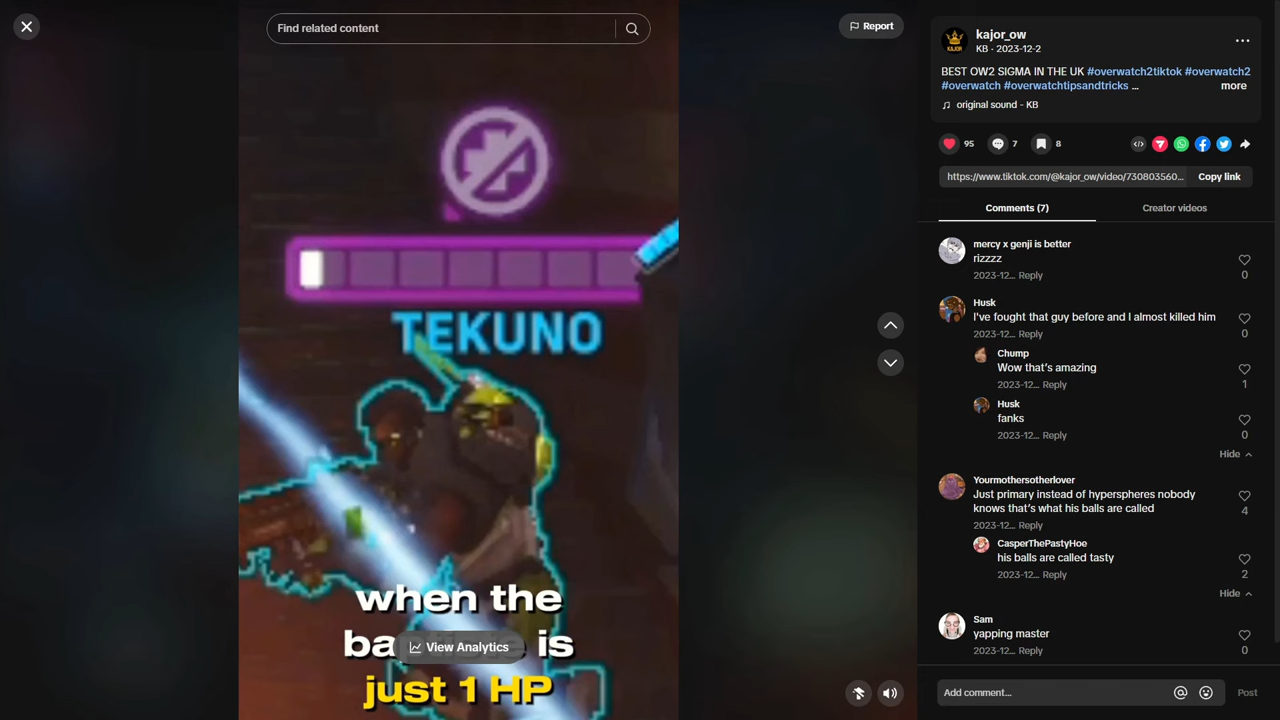 Find related content
Report
KAJOR
kajor_ow
KB · 2023-12-2
BEST OW2 SIGMA IN THE UK #overwatch2tiktok #overwatch2
#overwatch #overwatchtipsandtricks ... more
original sound - KB
95
7
8
https://www.tiktok.com/@kajor_ow/video/730803560...
Copy link
Comments (7)
Creator videos
mercy x genji is better
rizzzz
2023-12... Reply
0
Husk
I've fought that guy before and I almost killed him
2023-12... Reply
0
Chump
Wow that's amazing
2023-12... Reply
1
Husk
fanks
2023-12... Reply
0
Hide
Yourmothersotherlover
Just primary instead of hyperspheres nobody
knows that's what his balls are called
2023-12... Reply
4
CasperThePastyHoe
his balls are called tasty
2023-12... Reply
2
Hide
Sam
yapping master
2023-12... Reply
0
Add comment...
Post
TEKUNO
when the
is
View Analytics
just 1 HP